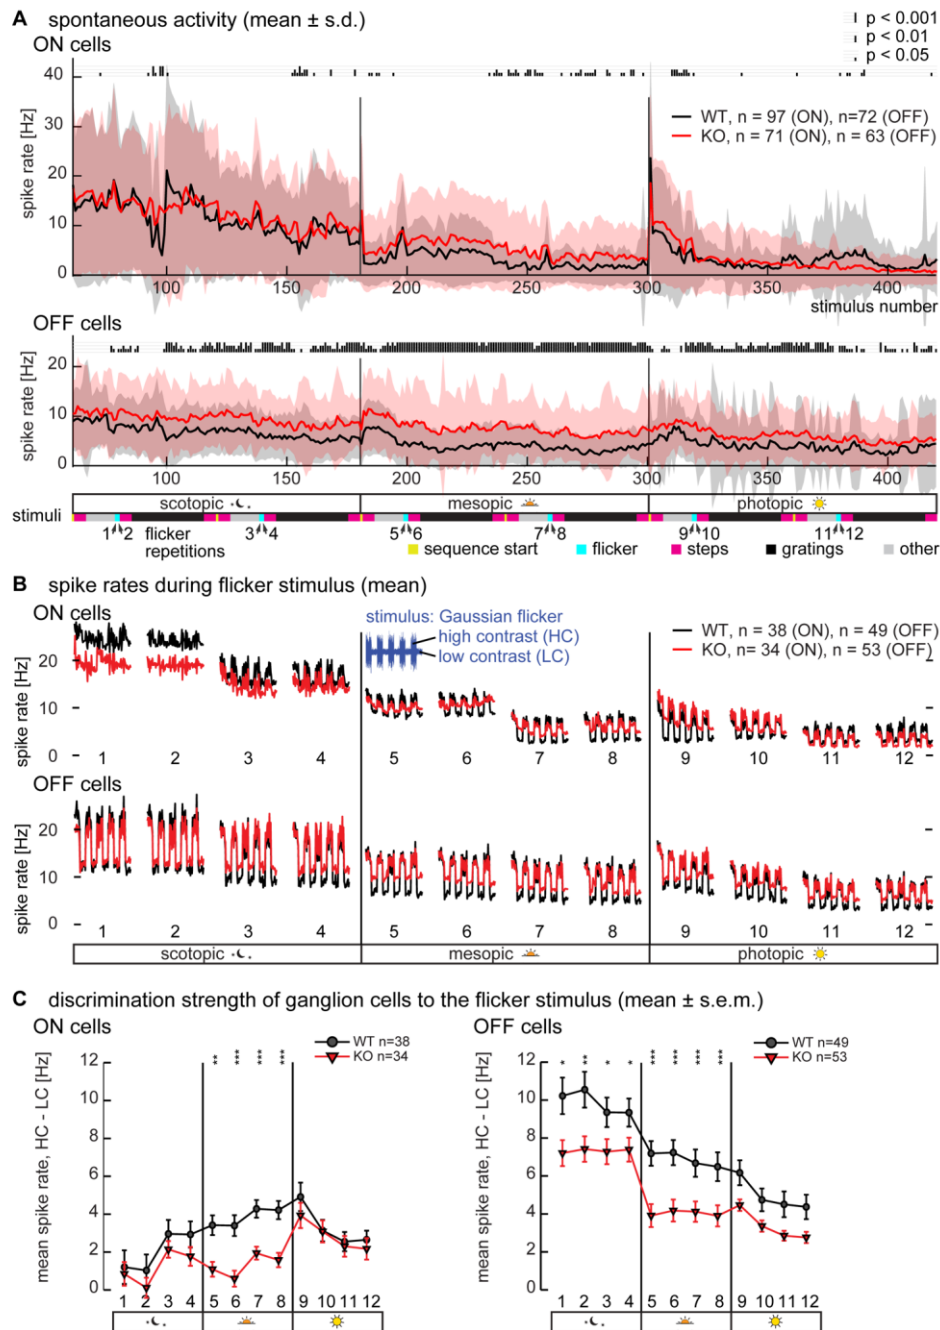 A spontaneous activity (mean ± s.d.)
ON cells
p < 0.001
p < 0.01
p < 0.05
40
30
20
10
0
spike rate [Hz]
WT, n = 97 (ON), n=72 (OFF)
KO, n = 71 (ON), n = 63 (OFF)
100 150 200 250 300 350 400
stimulus number
OFF cells
20
10
0
spike rate [Hz]
100 150 200 250 300 350 400
scotopic mesopic photopic
stimuli
1 2 3 4 5 6 7 8 9 10 11 12
flicker
repetitions
sequence start flicker steps gratings other
B spike rates during flicker stimulus (mean)
ON cells
stimulus: Gaussian flicker
high contrast (HC)
low contrast (LC)
WT, n = 38 (ON), n = 49 (OFF)
KO, n= 34 (ON), n = 53 (OFF)
20
10
0
spike rate [Hz]
1 2 3 4 5 6 7 8 9 10 11 12
OFF cells
20
10
0
spike rate [Hz]
1 2 3 4 5 6 7 8 9 10 11 12
scotopic mesopic photopic
C discrimination strength of ganglion cells to the flicker stimulus (mean ± s.e.m.)
ON cells
WT n=38
KO n=34
** *** *** ***
12
10
8
6
4
2
0
mean spike rate, HC - LC [Hz]
1 2 3 4 5 6 7 8 9 10 11 12
OFF cells
WT n=49
KO n=53
* ** * * *** *** *** ***
12
10
8
6
4
2
0
mean spike rate, HC - LC [Hz]
1 2 3 4 5 6 7 8 9 10 11 12